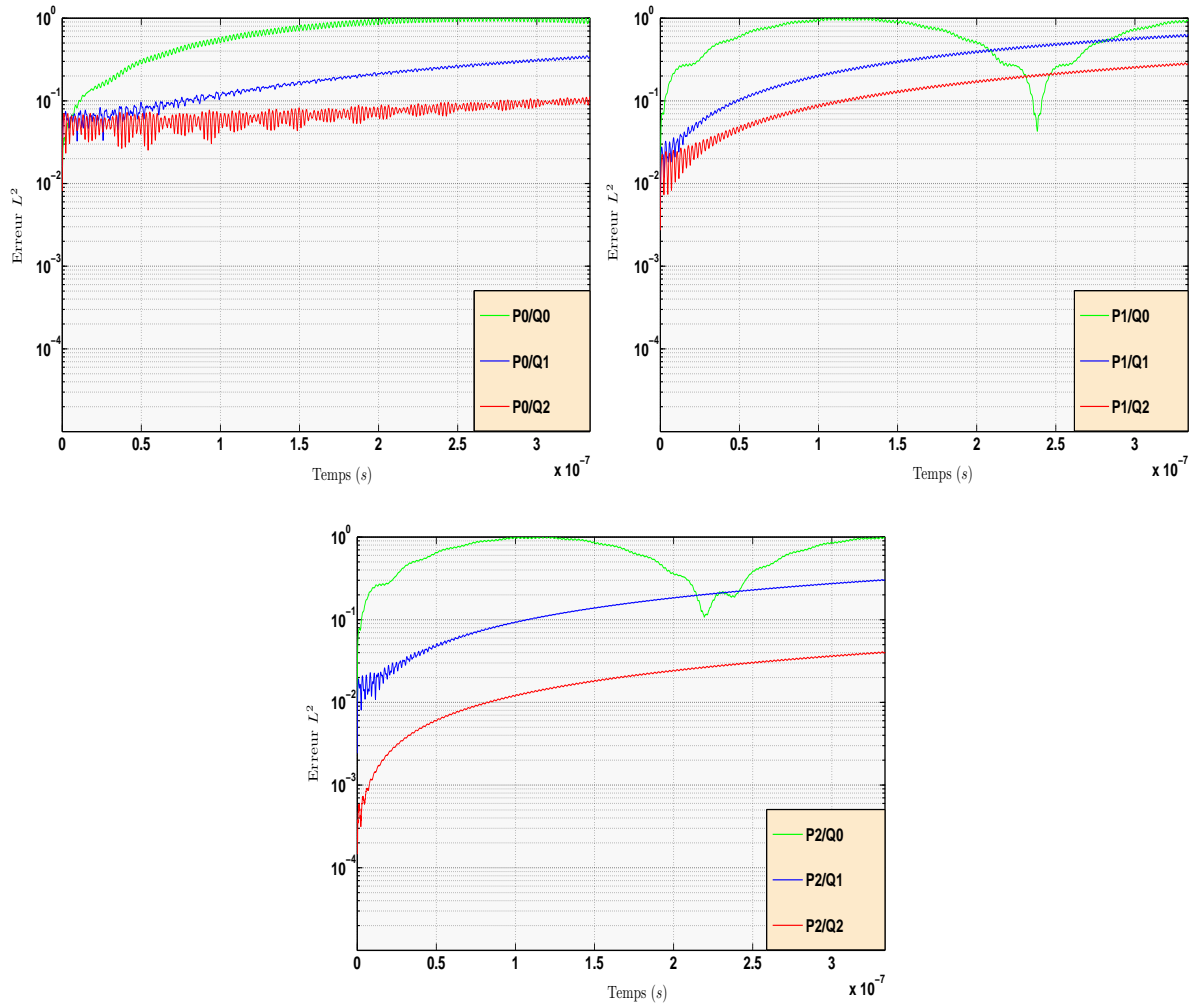 10^0
10^-1
10^-2
10^-3
10^-4
Erreur L^2
0 0.5 1 1.5 2 2.5 3
x 10^-7
Temps (s)
P0/Q0
P0/Q1
P0/Q2
10^0
10^-1
10^-2
10^-3
10^-4
Erreur L^2
0 0.5 1 1.5 2 2.5 3
x 10^-7
Temps (s)
P1/Q0
P1/Q1
P1/Q2
10^0
10^-1
10^-2
10^-3
10^-4
Erreur L^2
0 0.5 1 1.5 2 2.5 3
x 10^-7
Temps (s)
P2/Q0
P2/Q1
P2/Q2